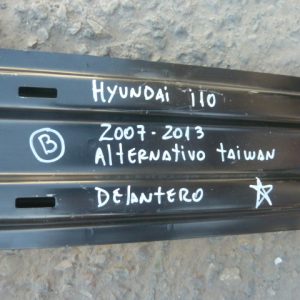 HYUNDAI i10
B 2007-2013
Alternativo taiwan
DElANTERO